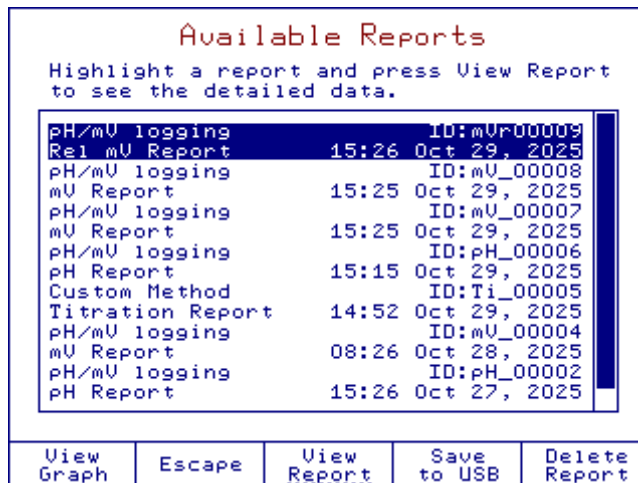 Available Reports
Highlight a report and press View Report
to see the detailed data.
pH/mV logging ID:mVr00009
Rel mV Report 15:26 Oct 29, 2025
pH/mV logging ID:mV_00008
mV Report 15:25 Oct 29, 2025
pH/mV logging ID:mV_00007
mV Report 15:25 Oct 29, 2025
pH/mV logging ID:pH_00006
pH Report 15:15 Oct 29, 2025
Custom Method ID:Ti_00005
Titration Report 14:52 Oct 29, 2025
pH/mV logging ID:mV_00004
mV Report 08:26 Oct 28, 2025
pH/mV logging ID:pH_00002
pH Report 15:26 Oct 27, 2025
View Graph
Escape
View Report
Save to USB
Delete Report